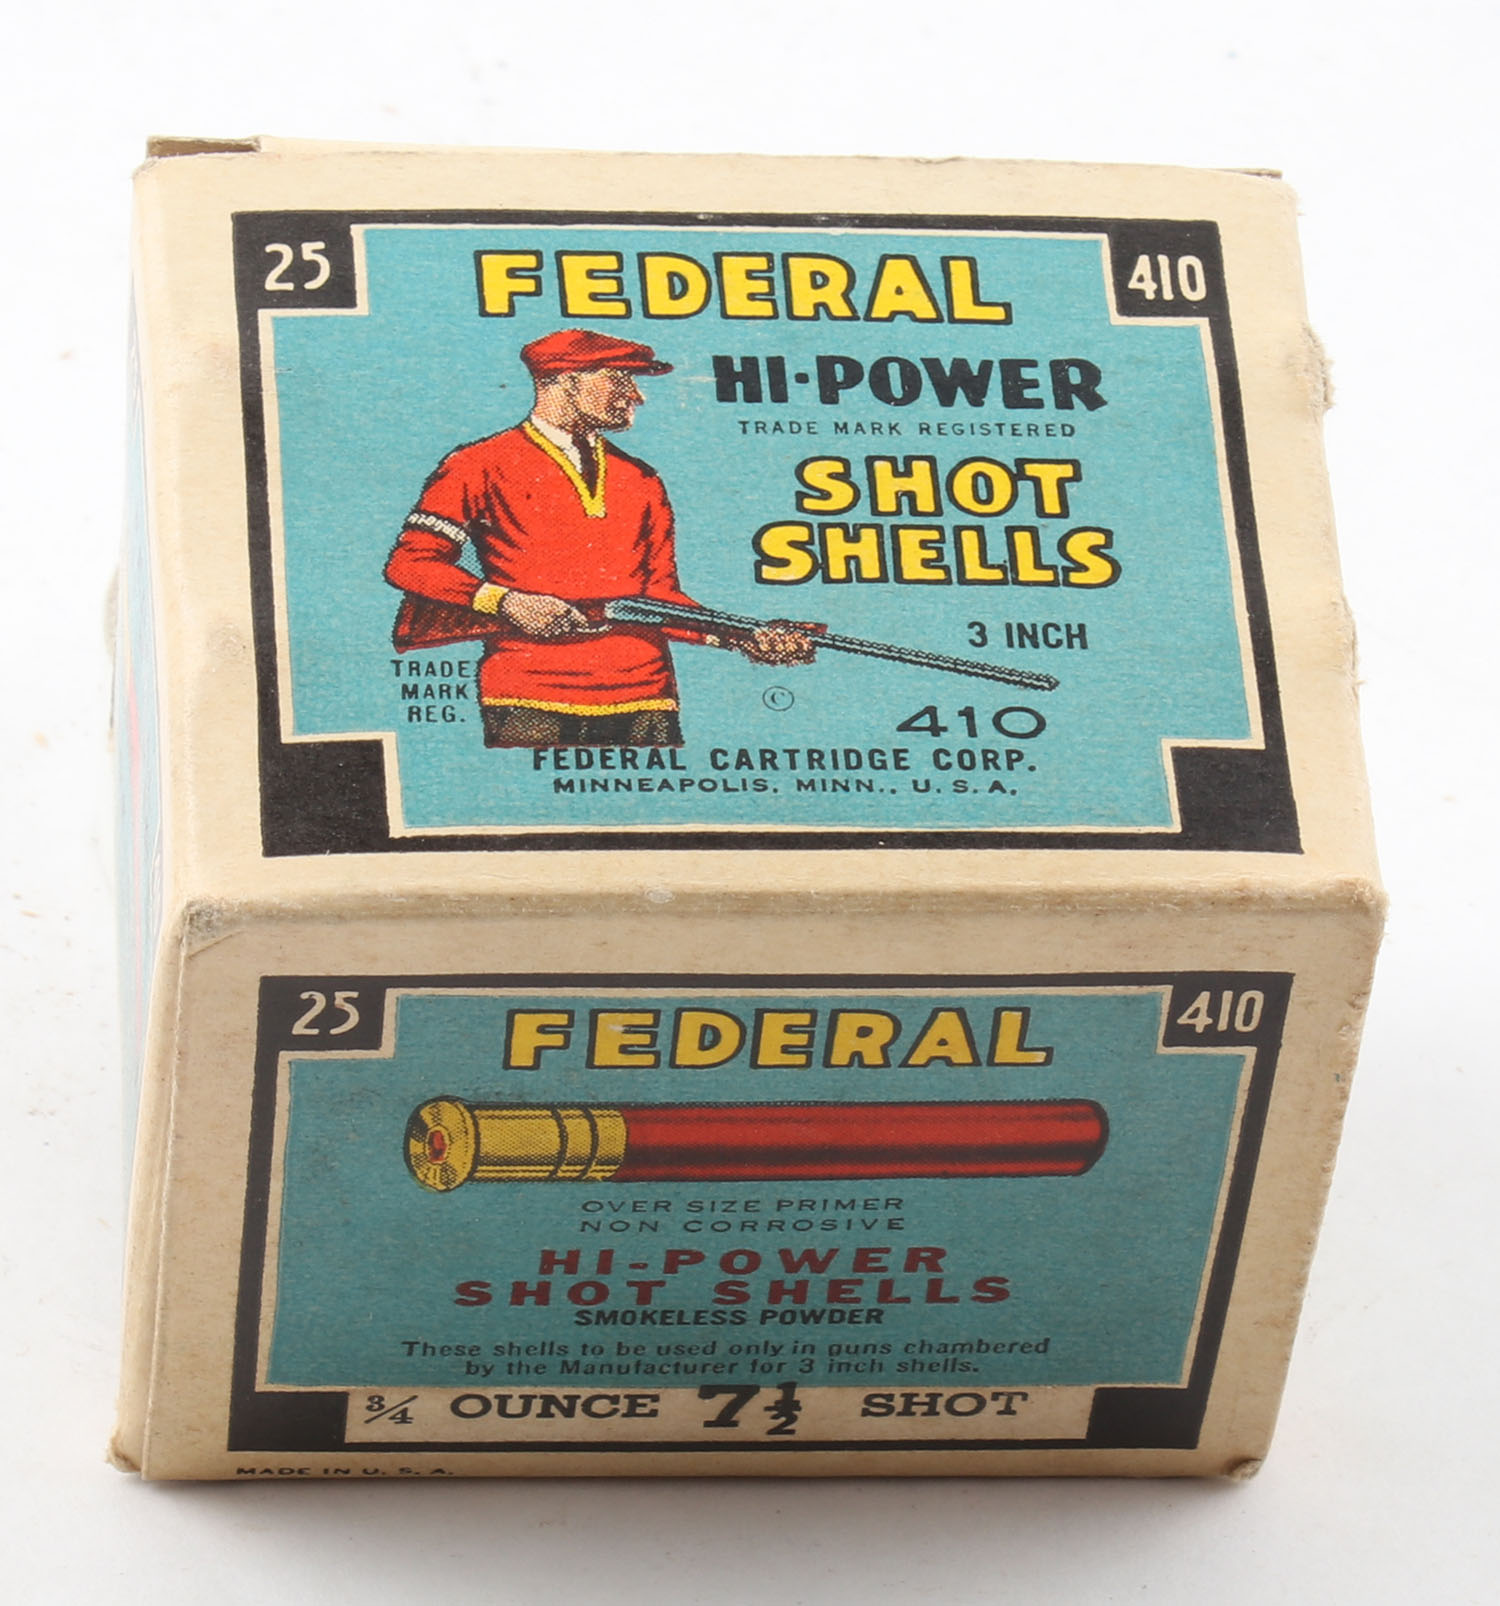 25
FEDERAL
410
HI-POWER
TRADE MARK REGISTERED
SHOT
SHELLS
3 INCH
TRADE
MARK
REG.
©
410
FEDERAL CARTRIDGE CORP.
MINNEAPOLIS, MINN., U. S. A.
25
FEDERAL
410
OVER SIZE PRIMER
NON CORROSIVE
HI-POWER
SHOT SHELLS
SMOKELESS POWDER
These shells to be used only in guns chambered
by the Manufacturer for 3 inch shells.
3/4 OUNCE 7 1/2 SHOT
MADE IN U. S. A.